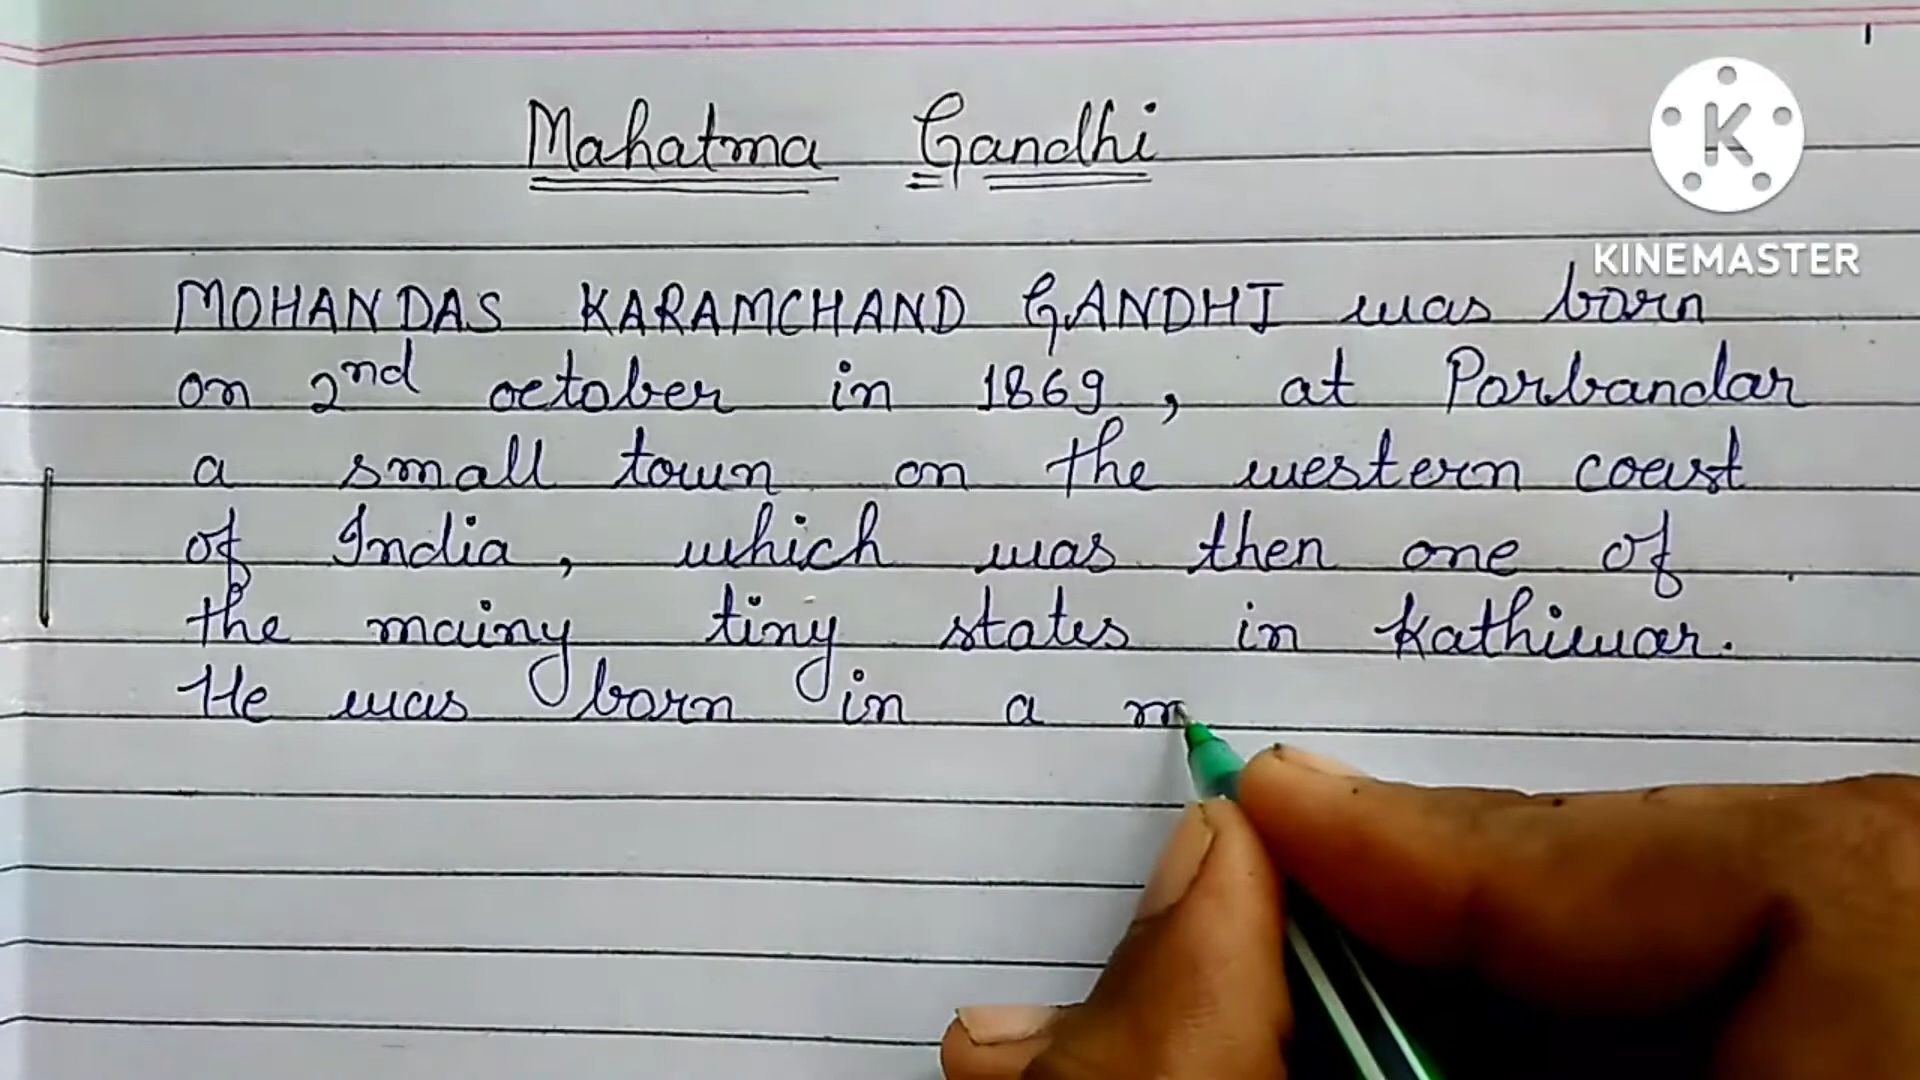 Mahatma Gandhi
KINEMASTER
MOHANDAS KARAMCHAND GANDHI was born
on 2nd october in 1869, at Porbandar
a small town on the western coast
of India, which was then one of
the mainy tiny states in Kathiwar.
He was born in a m